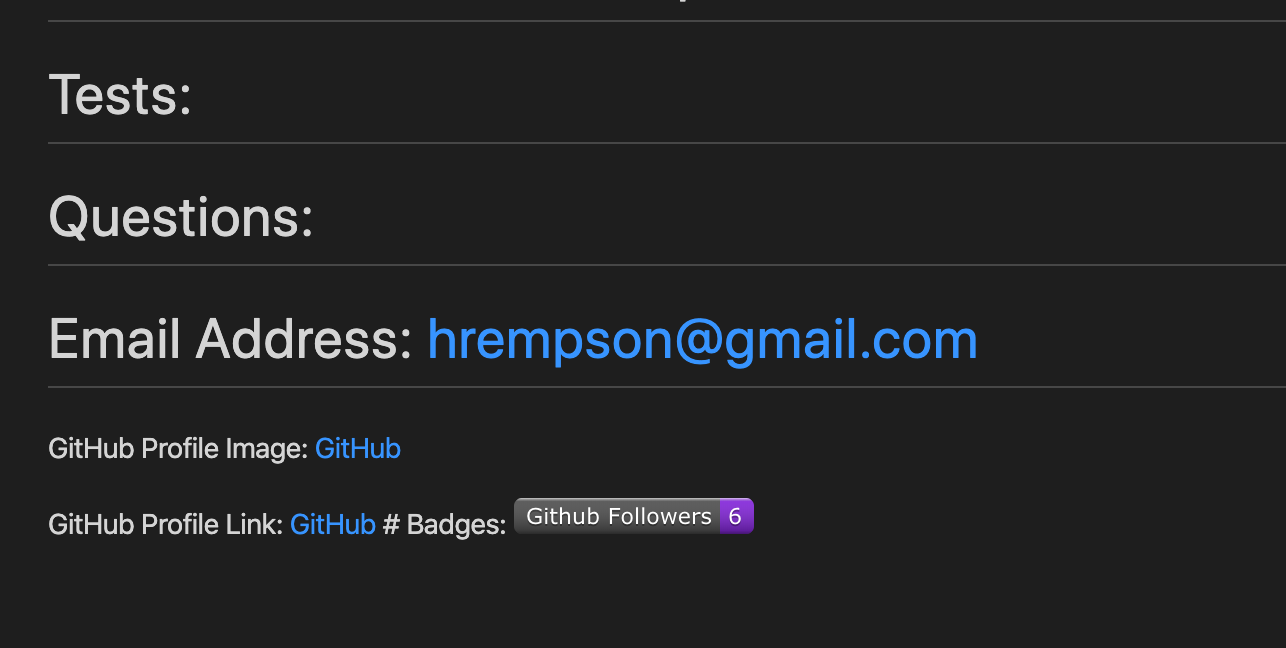 Tests:
Questions:
Email Address: hrempson@gmail.com
GitHub Profile Image: GitHub
GitHub Profile Link: GitHub # Badges: Github Followers 6